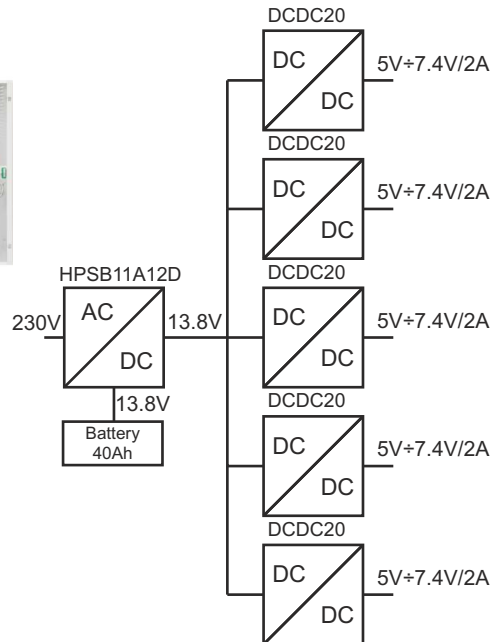 DCDC20
DC
DC
5V÷7.4V/2A
DCDC20
DC
DC
5V÷7.4V/2A
HPSB11A12D
230V
AC
DC
13.8V
13.8V
Battery
40Ah
DCDC20
DC
DC
5V÷7.4V/2A
DCDC20
DC
DC
5V÷7.4V/2A
DCDC20
DC
DC
5V÷7.4V/2A